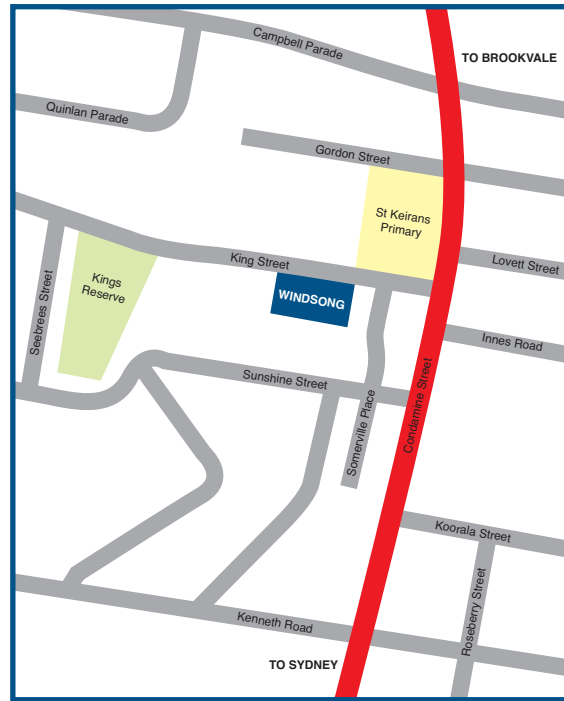 Campbell Parade
TO BROOKVALE
Quinlan Parade
Gordon Street
St Keirans
Primary
King Street
Lovett Street
Kings
Reserve
WINDSONG
Seebrees Street
Innes Road
Sunshine Street
Somerville Place
Condamine Street
Koorala Street
Roseberry Street
Kenneth Road
TO SYDNEY